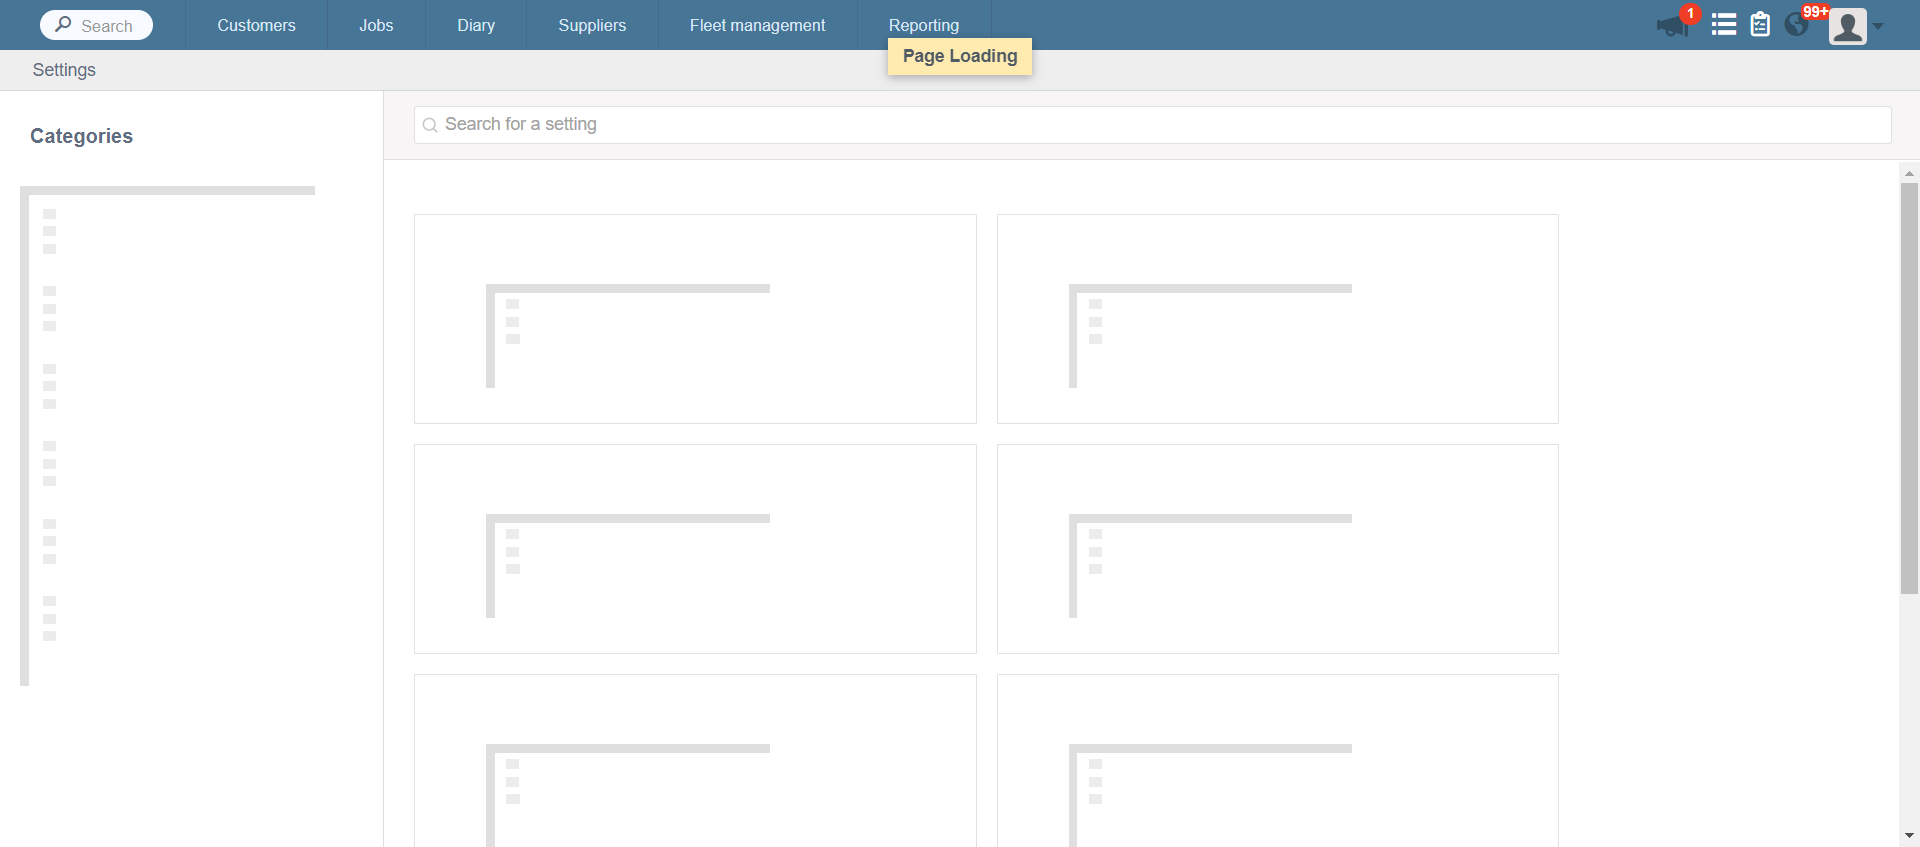 Search
Customers
Jobs
Diary
Suppliers
Fleet management
Reporting
1
99+
Page Loading
Settings
Categories
Search for a setting